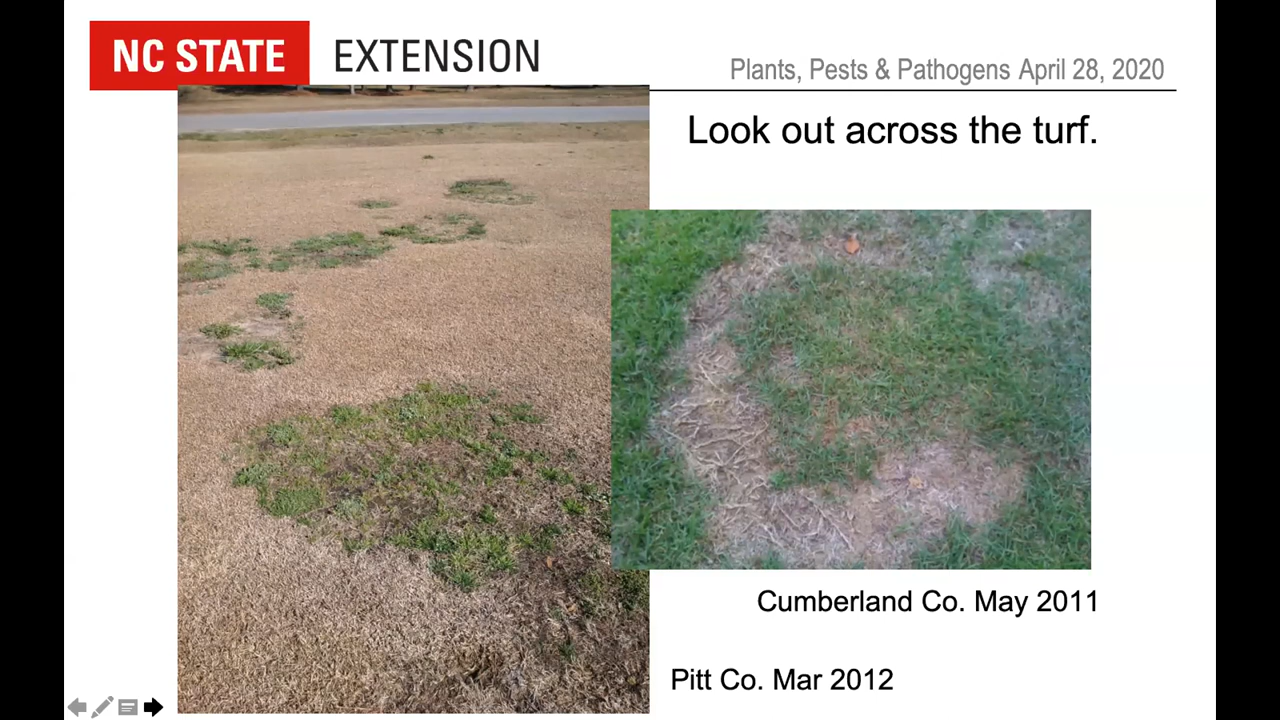 NC STATE EXTENSION
Plants, Pests & Pathogens April 28, 2020
Look out across the turf.
Cumberland Co. May 2011
Pitt Co. Mar 2012